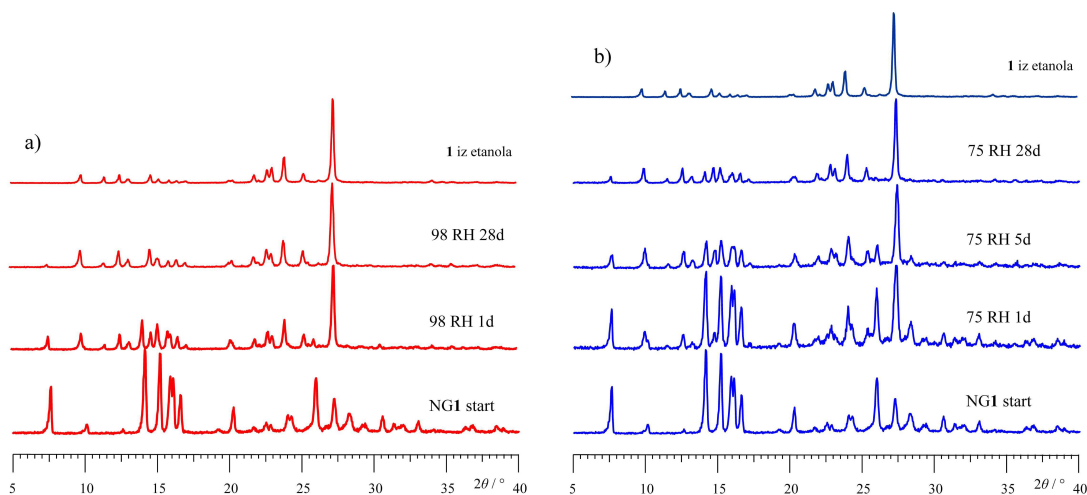 a)
1 iz etanola
98 RH 28d
98 RH 1d
NG1 start
5 10 15 20 25 30 35 40
2θ / °
b)
1 iz etanola
75 RH 28d
75 RH 5d
75 RH 1d
NG1 start
5 10 15 20 25 30 35 40
2θ / °